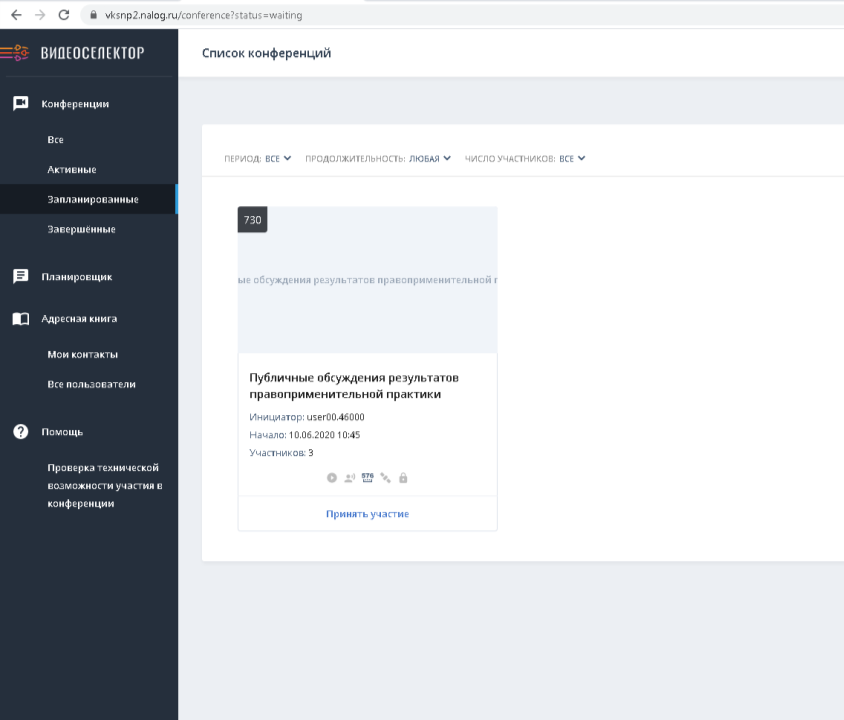 vksnp2.nalog.ru/conference?status=waiting
ВИДЕОСЕЛЕКТОР
Список конференций
Конференции
Все
Активные
Запланированные
Завершённые
Планировщик
Адресная книга
Мои контакты
Все пользователи
Помощь
Проверка технической
возможности участия в
конференции
ПЕРИОД: ВСЕ ПРОДОЛЖИТЕЛЬНОСТЬ: ЛЮБАЯ ЧИСЛО УЧАСТНИКОВ: ВСЕ
730
ые обсуждения результатов правоприменительной п
Публичные обсуждения результатов
правоприменительной практики
Инициатор: user00.46000
Начало: 10.06.2020 10:45
Участников: 3
576
Принять участие